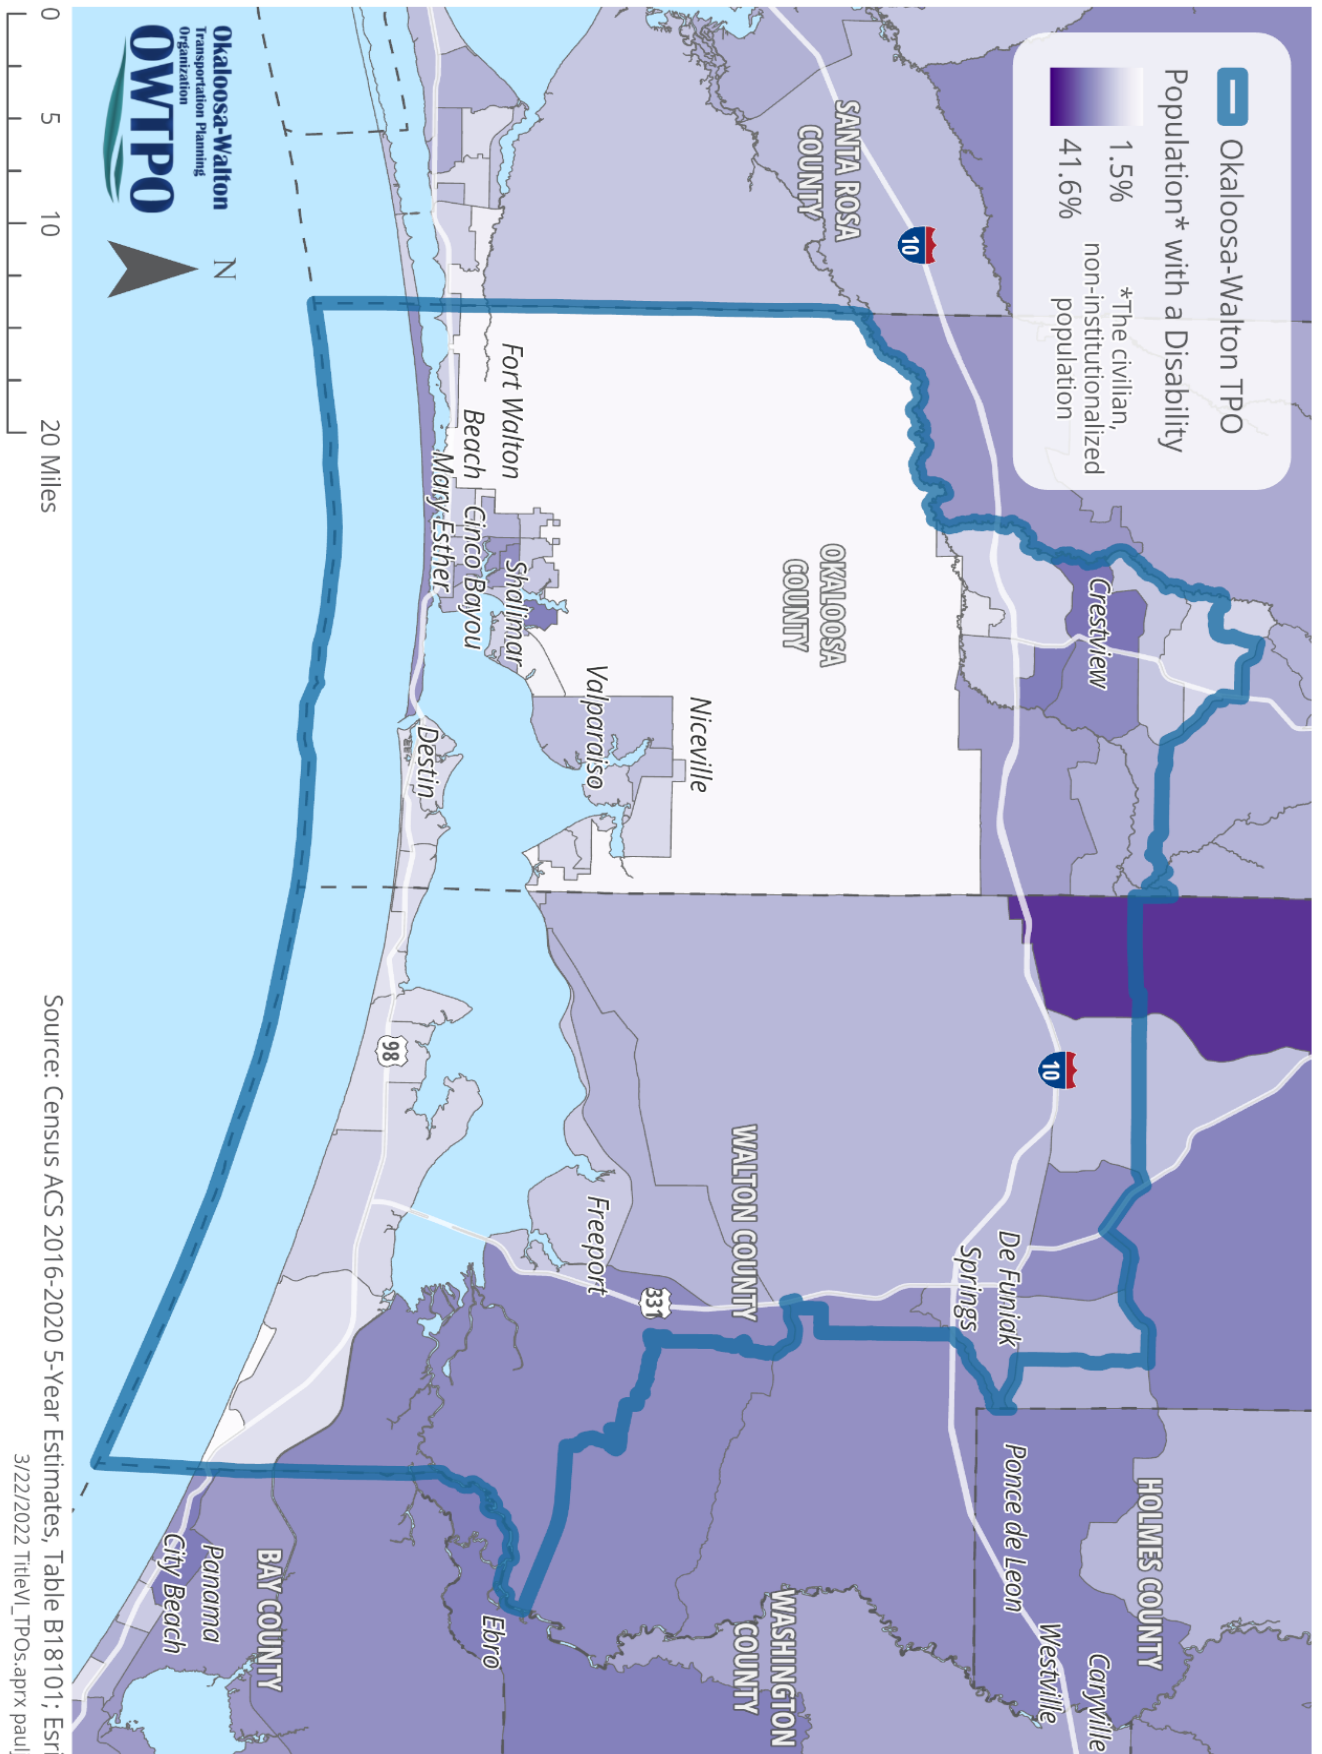 Okaloosa-Walton TPO
Population* with a Disability
1.5%
41.6%
*The civilian,
non-institutionalized
population
SANTA ROSA
COUNTY
10
OKALOOSA
COUNTY
Crestview
Fort Walton
Beach
Mary Esther
Cinco Bayou
Shalimar
Valparaiso
Niceville
Destin
98
10
WALTON COUNTY
De Funiak
Springs
Freeport
331
HOLMES COUNTY
Ponce de Leon
Westville
Caryville
WASHINGTON
COUNTY
Ebro
BAY COUNTY
Panama
City Beach
Okaloosa-Walton
Transportation Planning
Organization
OWTPO
N
0 5 10 20 Miles
Source: Census ACS 2016-2020 5-Year Estimates, Table B18101; Esri
3/22/2022 TitleVI_TPOs.aprx paul